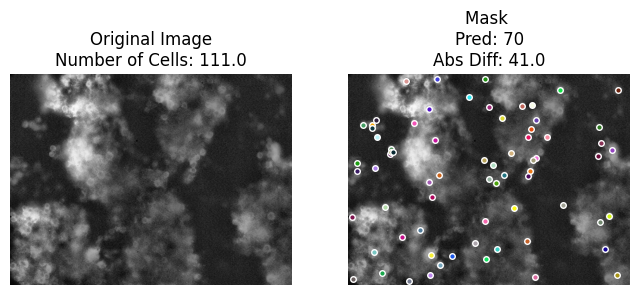 Original Image
Number of Cells: 111.0
Mask
Pred: 70
Abs Diff: 41.0